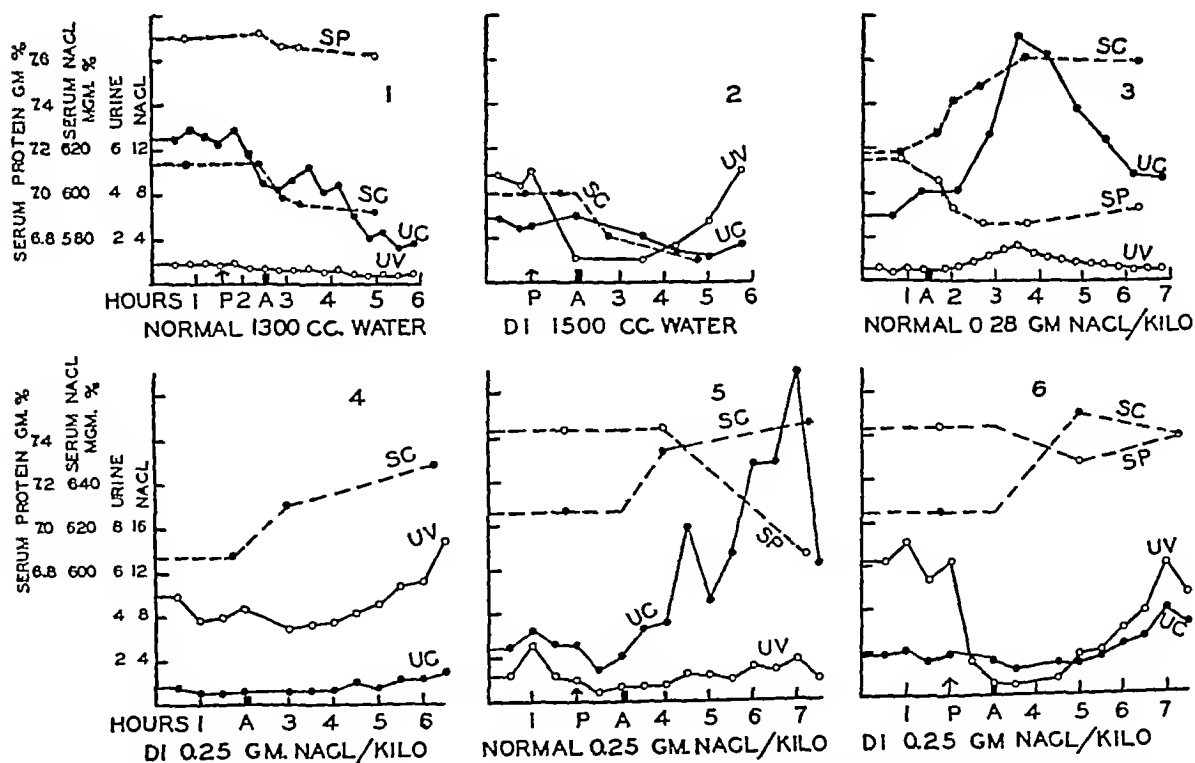 SERUM PROTEIN GM %
SERUM NACL MGM. %
URINE NACL
7.6
7.4
7.2 620 6 12
7.0 600 4 8
6.8 580 2 4
SP
1
SC
UC
UV
HOURS 1 P 2 A 3 4 5 6
NORMAL 1300 CC. WATER
2
UV
SC
UC
P A 3 4 5 6
DI 1500 CC. WATER
SC
3
UC
SP
UV
1 A 2 3 4 5 6 7
NORMAL 0 28 GM NACL/KILO
SERUM PROTEIN GM. %
SERUM NACL MGM. %
URINE NACL
7.4
7.2 640
7.0 620 8 16
6.8 600 6 12
4 8
2 4
4
SC
UV
UC
HOURS 1 A 3 4 5 6
DI 0.25 GM. NACL/KILO
5
SC
SP
UC
UV
1 P A 4 5 6 7
NORMAL 0.25 GM. NACL/KILO
6
SC
SP
UV
UC
1 P A 4 5 6 7
DI 0.25 GM NACL/KILO